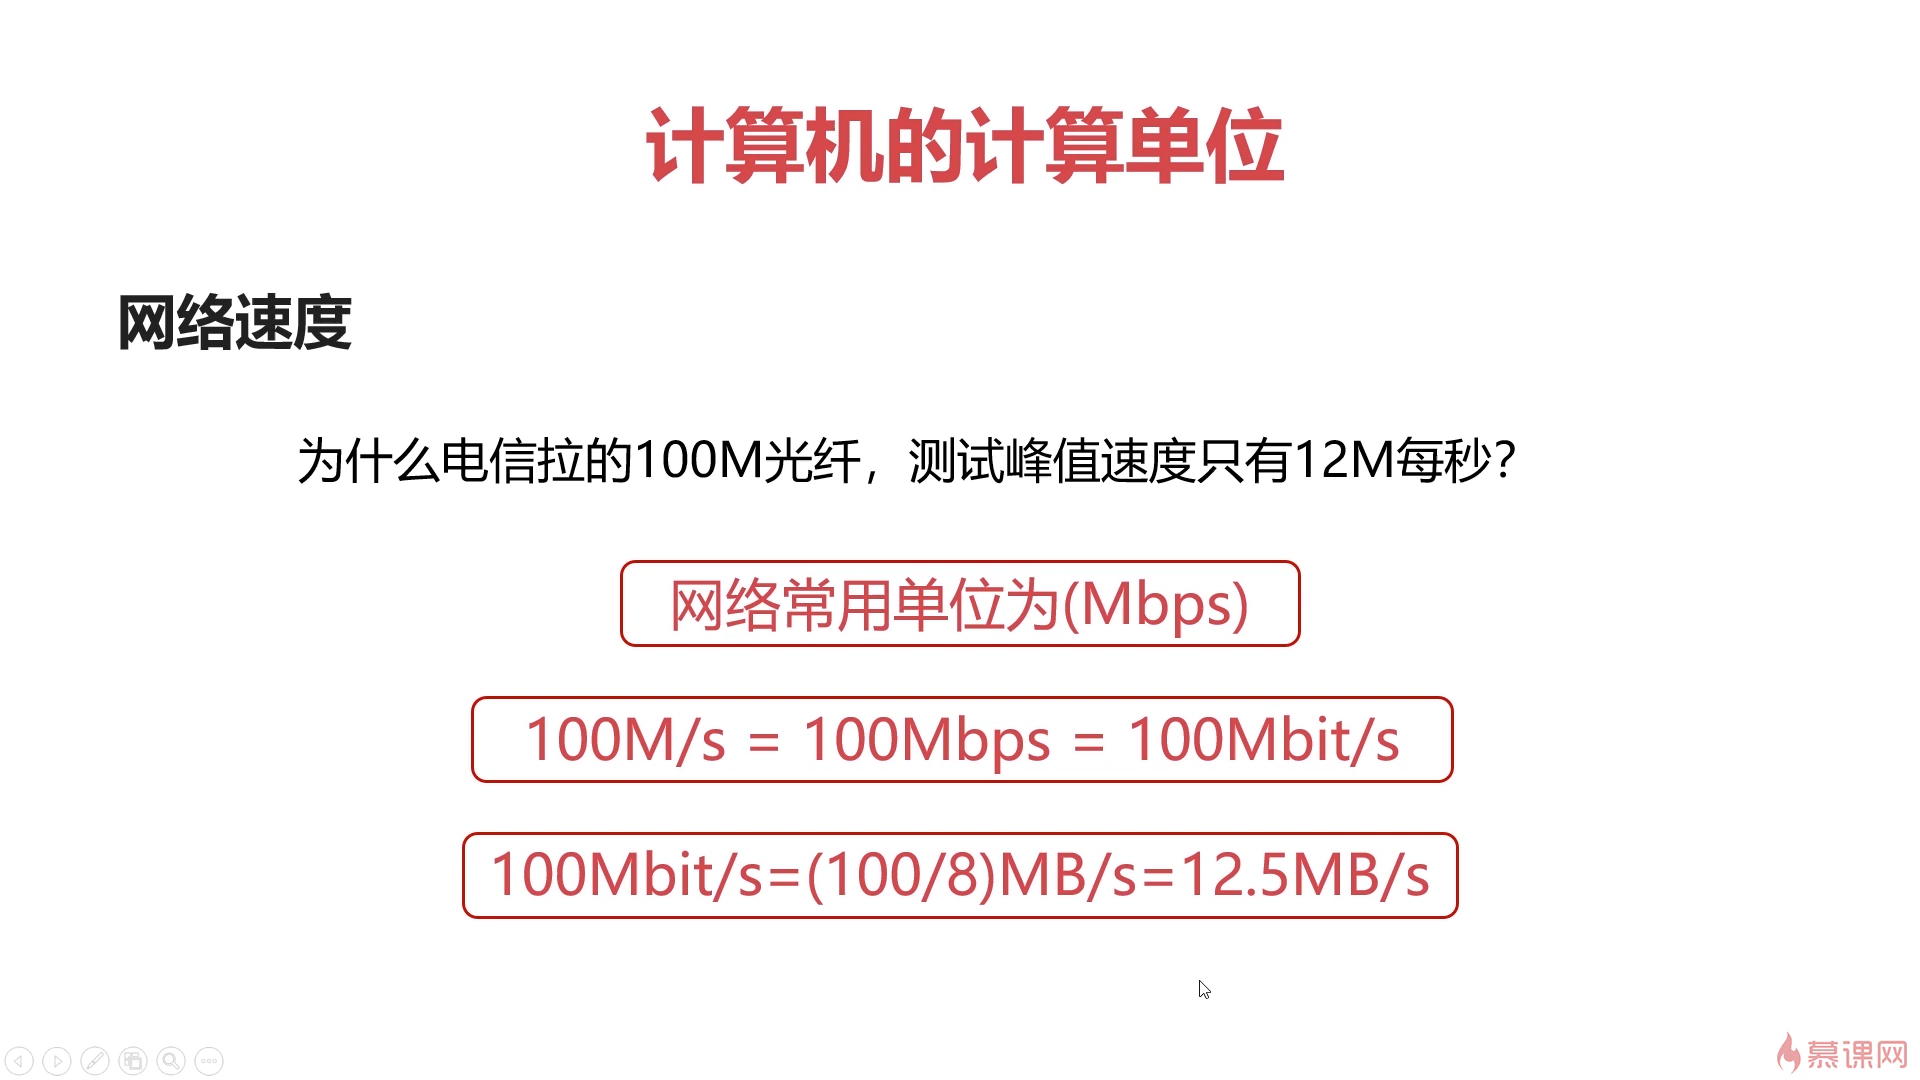 计算机的计算单位
网络速度
为什么电信拉的100M光纤，测试峰值速度只有12M每秒？
网络常用单位为(Mbps)
100M/s = 100Mbps = 100Mbit/s
100Mbit/s=(100/8)MB/s=12.5MB/s
慕课网